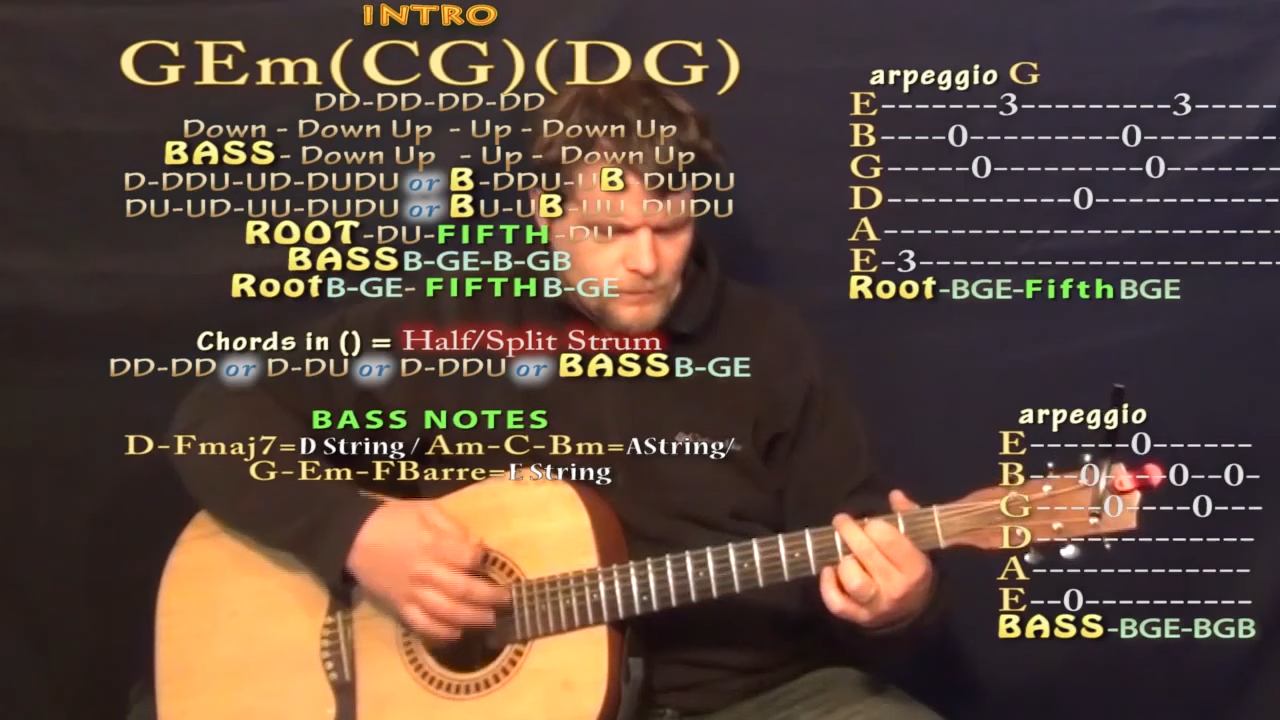 INTRO
GEm(CG)(DG)
DD-DD-DD-DD
Down - Down Up - Up - Down Up
BASS - Down Up - Up - Down Up
D-DDU-UD-DUDU or B-DDU-UB-DUDU
DU-UD-UU-DUDU or BU-UB-UU-DUDU
ROOT-DU-FIFTH-DU
BASSB-GE-B-GB
RootB-GE- FIFTHB-GE
Chords in () = Half/Split Strum
DD-DD or D-DU or D-DDU or BASSB-GE
BASS NOTES
D-Fmaj7=D String / Am-C-Bm=AString/
G-Em-FBarre=E String
arpeggio G
E-------3---------3-----
B----0---------0--------
G------0---------0------
D-----------0-----------
A-----------------------
E-3---------------------
Root-BGE-FifthBGE
arpeggio
E------0------
B---0----0--0-
G-----0----0---
D-------------
A-------------
E--0----------
BASS-BGE-BGB